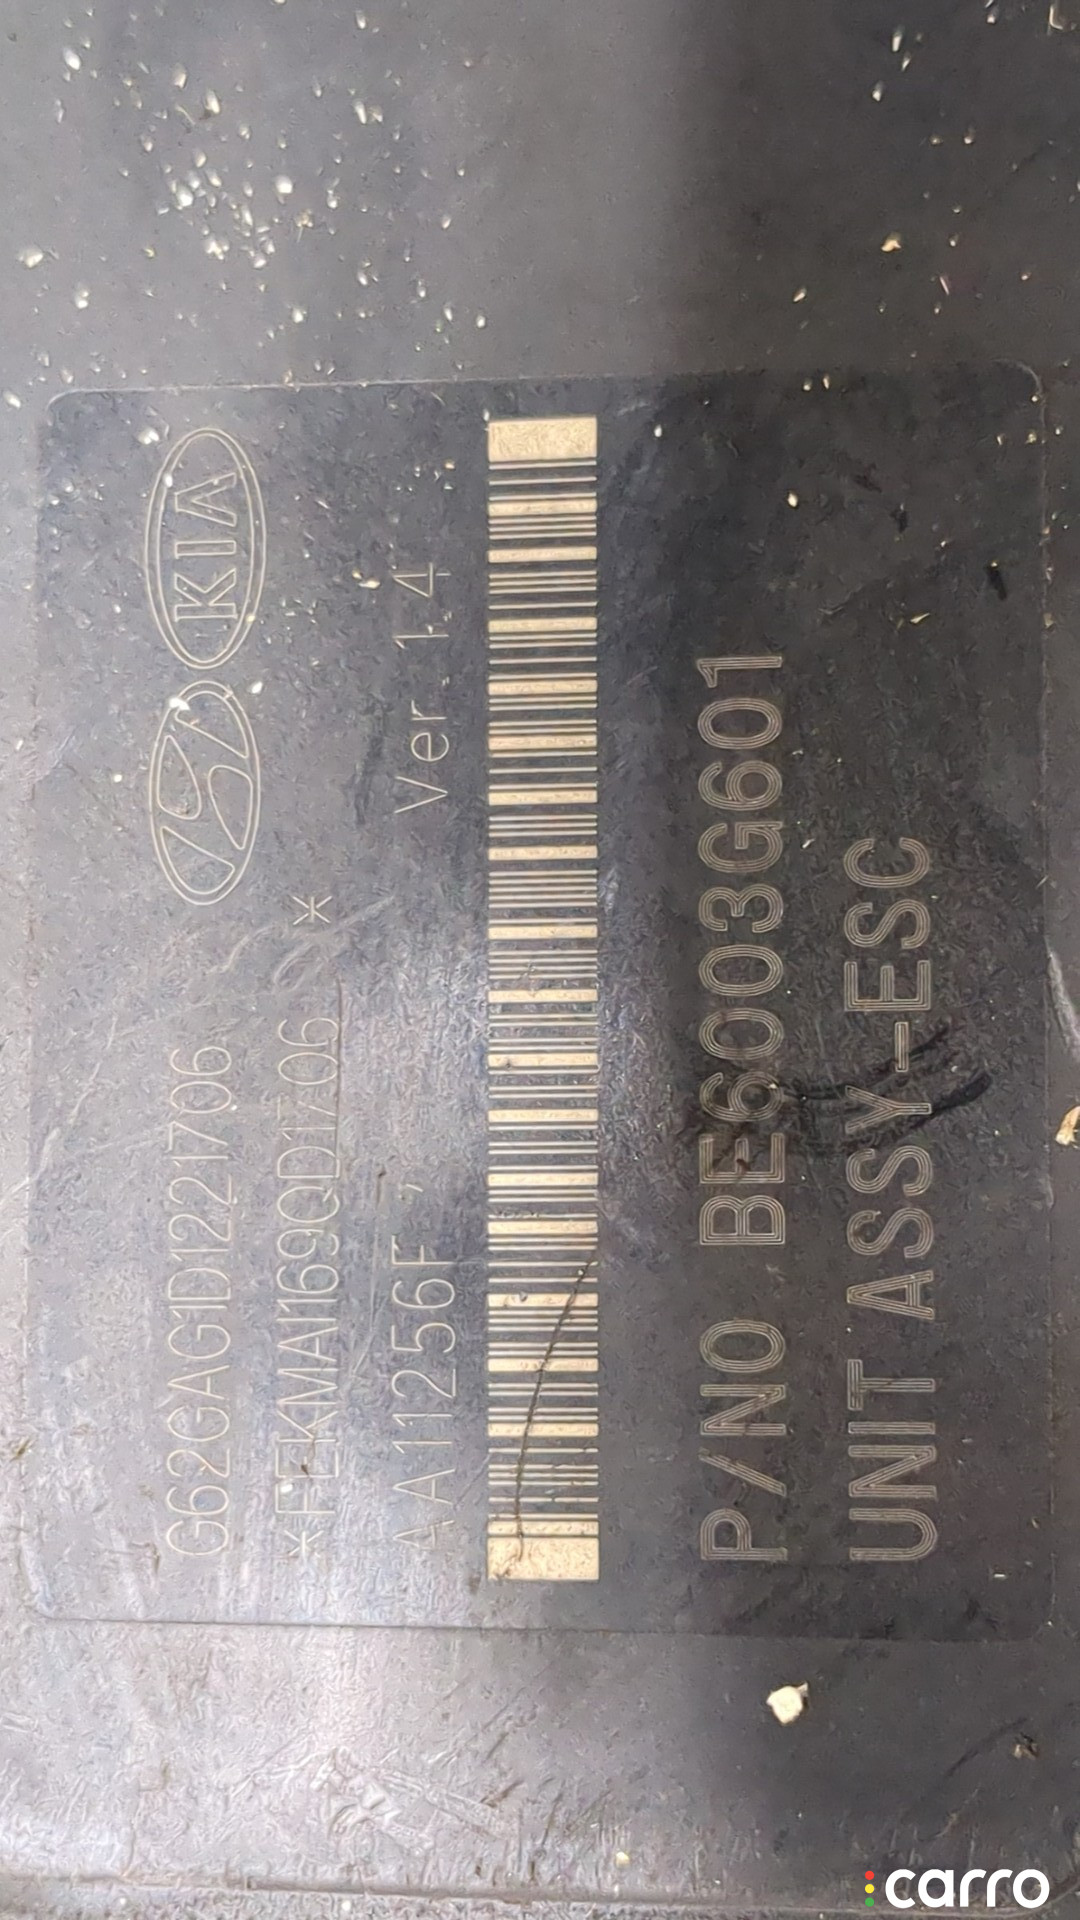 G62GAG1D1221706
KIA
*FEKMA1169QD1706 *
AA11256F, Ver 1.4
P/NO BE6003G601
UNIT ASSY-ESC
carro